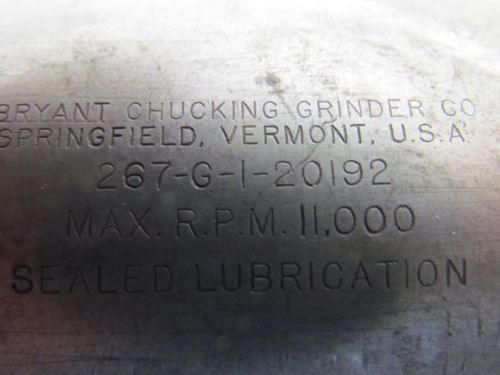 BRYANT CHUCKING GRINDER CO
SPRINGFIELD, VERMONT, U.S.A.
267-G-1-20192
MAX. R.P.M. 11,000
SEALED LUBRICATION